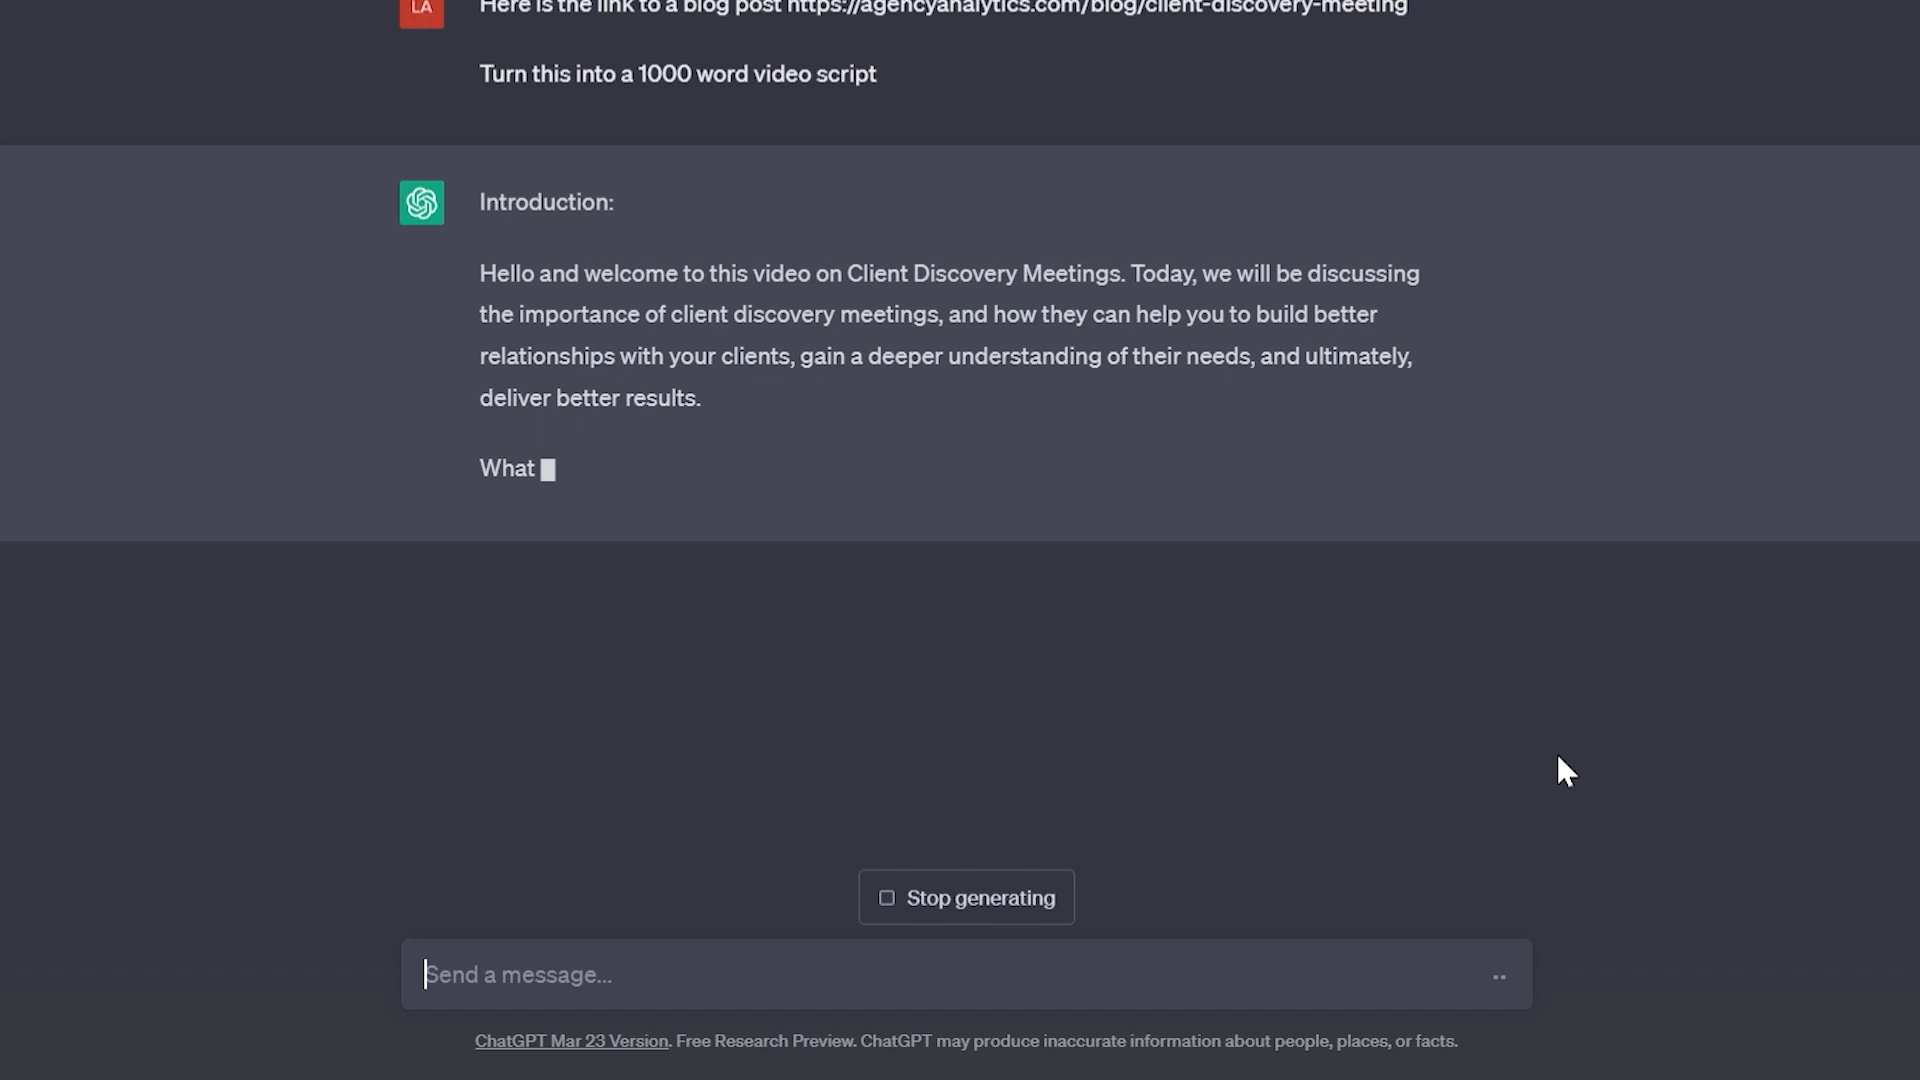 LA
Here is the link to a blog post https://agencyanalytics.com/blog/client-discovery-meeting
Turn this into a 1000 word video script
Introduction:
Hello and welcome to this video on Client Discovery Meetings. Today, we will be discussing
the importance of client discovery meetings, and how they can help you to build better
relationships with your clients, gain a deeper understanding of their needs, and ultimately,
deliver better results.
What
Stop generating
Send a message...
ChatGPT Mar 23 Version. Free Research Preview. ChatGPT may produce inaccurate information about people, places, or facts.